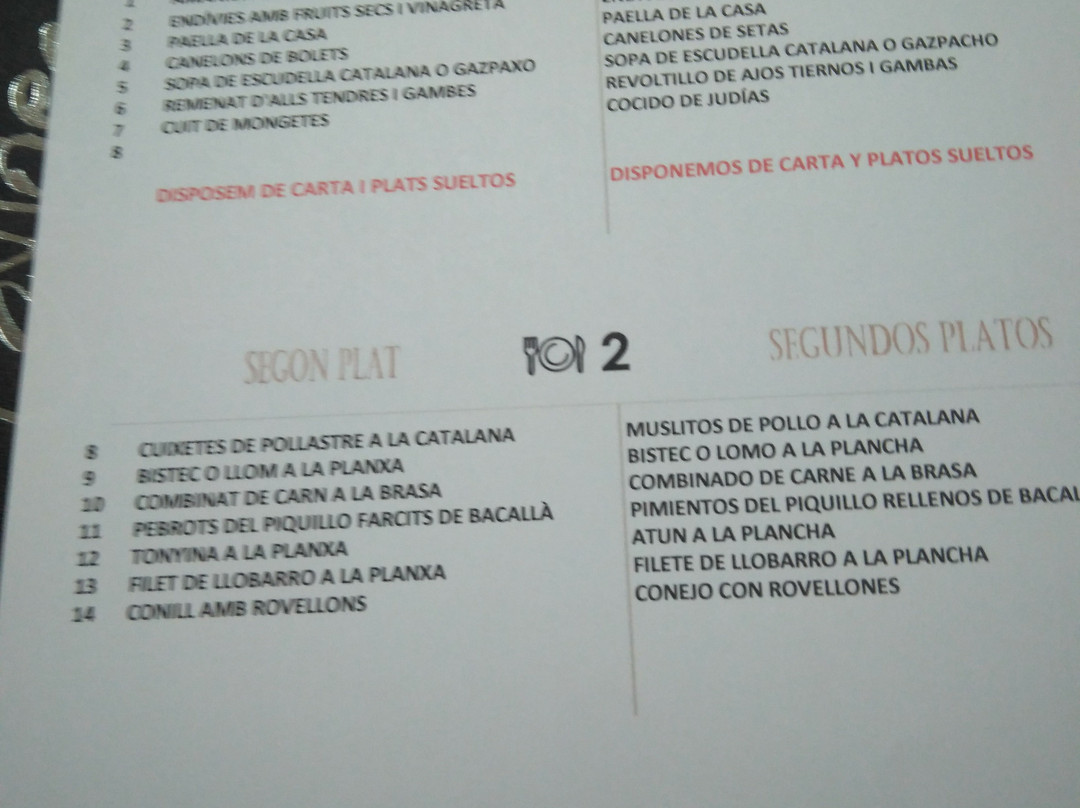 1
2 ENDÍVIES AMB FRUITS SECS I VINAGRETA
3 PAELLA DE LA CASA
4 CANELONS DE BOLETS
5 SOPA DE ESCUDELLA CATALANA O GAZPAXO
6 REMENAT D'ALLS TENDRES I GAMBES
7 CUIT DE MONGETES
8
DISPOSEM DE CARTA I PLATS SUELTOS
PAELLA DE LA CASA
CANELONES DE SETAS
SOPA DE ESCUDELLA CATALANA O GAZPACHO
REVOLTILLO DE AJOS TIERNOS I GAMBAS
COCIDO DE JUDÍAS
DISPONEMOS DE CARTA Y PLATOS SUELTOS
SEGON PLAT
2
SEGUNDOS PLATOS
8 CUIXETES DE POLLASTRE A LA CATALANA
9 BISTEC O LLOM A LA PLANXA
10 COMBINAT DE CARN A LA BRASA
11 PEBROTS DEL PIQUILLO FARCITS DE BACALLÀ
12 TONYINA A LA PLANXA
13 FILET DE LLOBARRO A LA PLANXA
14 CONILL AMB ROVELLONS
MUSLITOS DE POLLO A LA CATALANA
BISTEC O LOMO A LA PLANCHA
COMBINADO DE CARNE A LA BRASA
PIMIENTOS DEL PIQUILLO RELLENOS DE BACAL
ATUN A LA PLANCHA
FILETE DE LLOBARRO A LA PLANCHA
CONEJO CON ROVELLONES